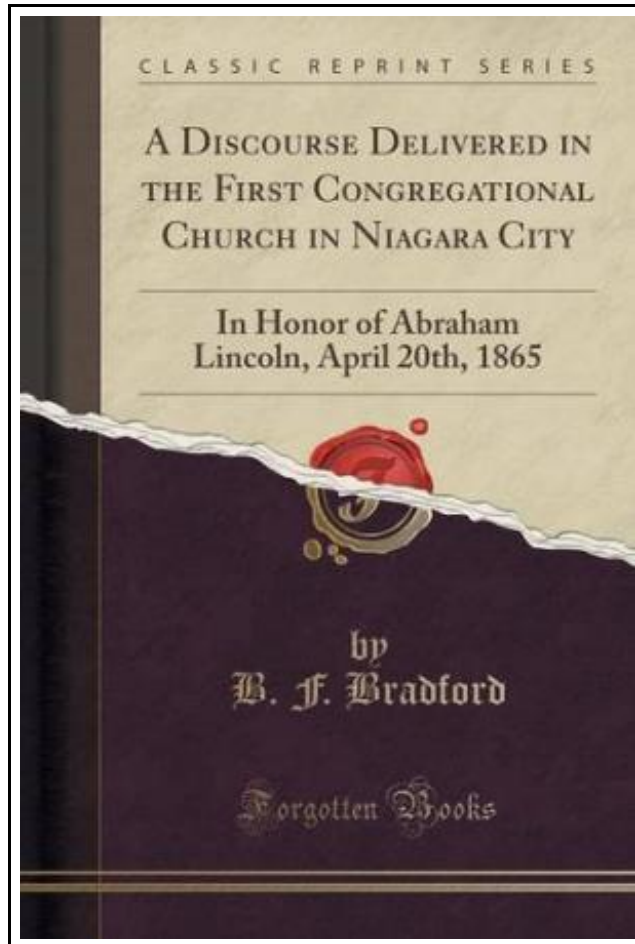 CLASSIC REPRINT SERIES
A DISCOURSE DELIVERED IN
THE FIRST CONGREGATIONAL
CHURCH IN NIAGARA CITY
In Honor of Abraham
Lincoln, April 20th, 1865
by
B. F. Bradford
Forgotten Books